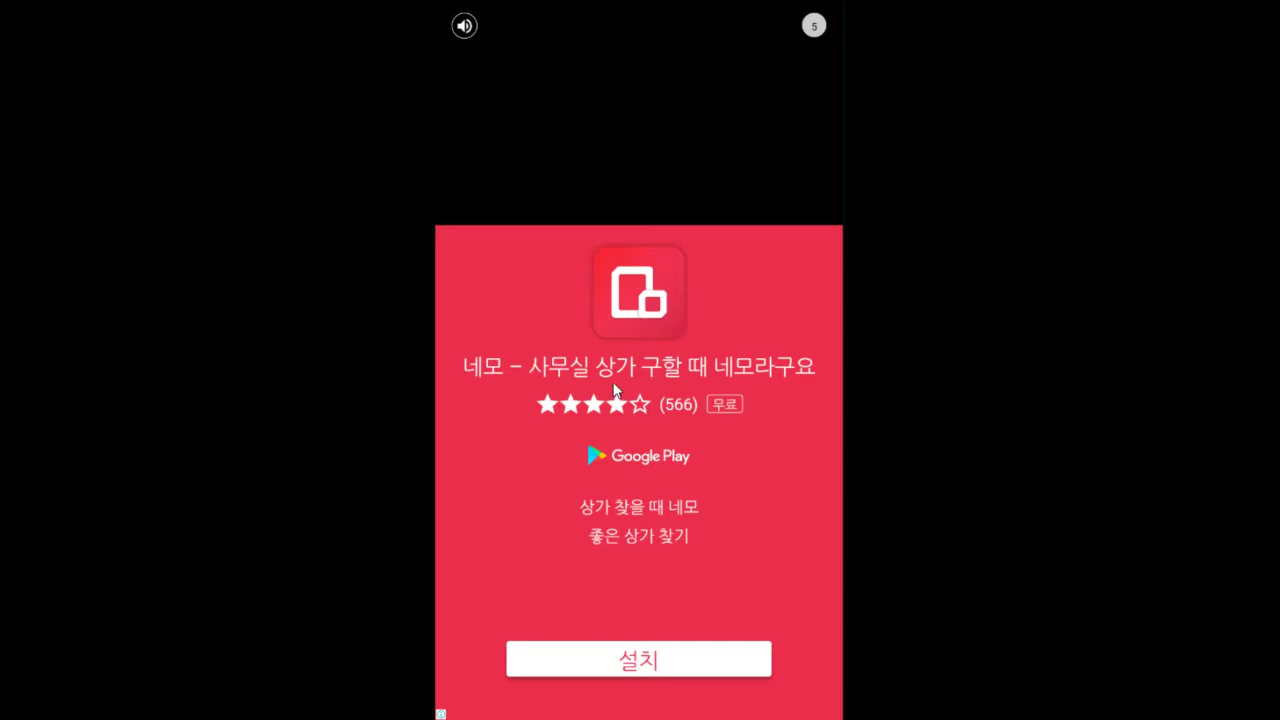 5
네모 - 사무실 상가 구할 때 네모라구요
(566) 무료
Google Play
상가 찾을 때 네모
좋은 상가 찾기
설치